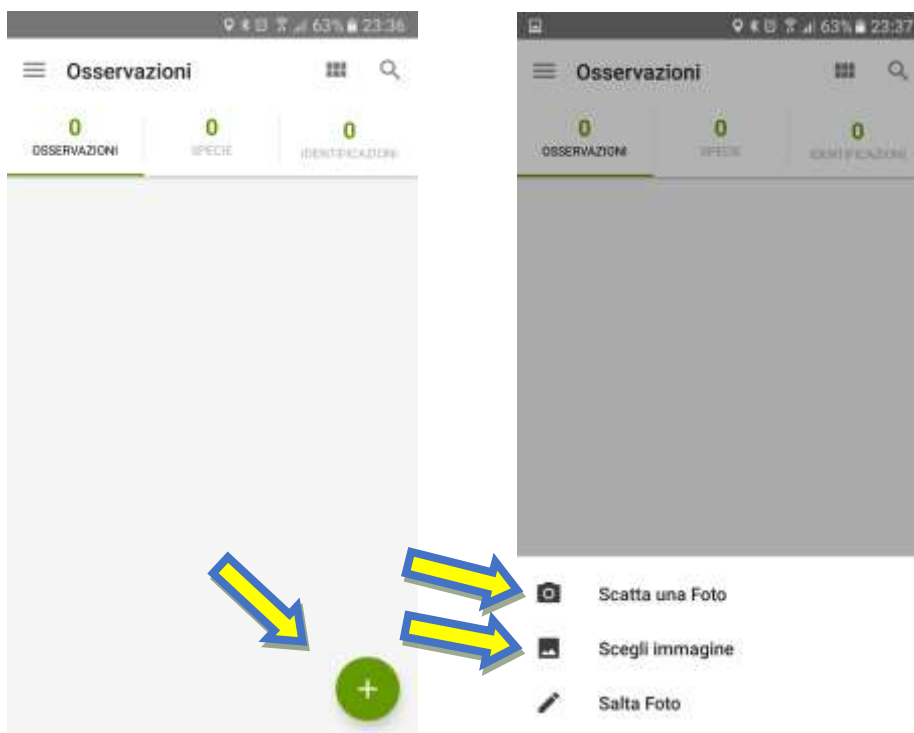 63% 23:36
Osservazioni
0 0 0
OSSERVAZIONI SPECIE IDENTIFICAZIONI
+
63% 23:37
Osservazioni
0 0 0
OSSERVAZIONI SPECIE IDENTIFICAZIONI
Scatta una Foto
Scegli immagine
Salta Foto